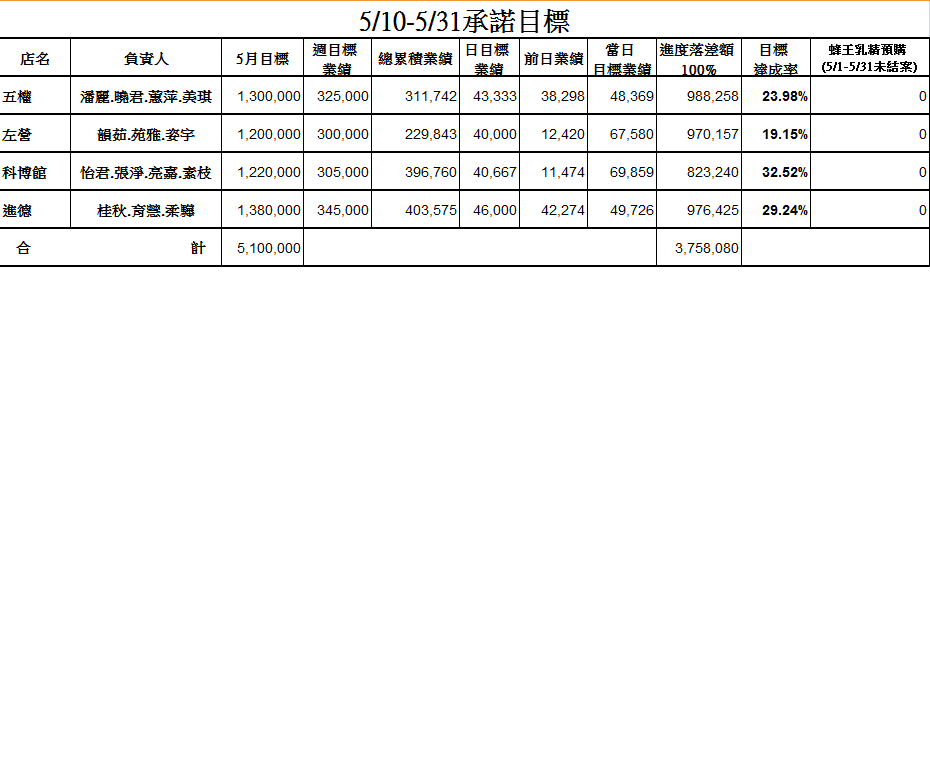 5/10-5/31承諾目標
店名 負責人 5月目標 週目標業績 總累積業績 日目標業績 前日業績 當日目標業績 進度落差額100% 目標達成率 蜂王乳精預購(5/1-5/31未結案)
五權 潘麗.曉君.蕙萍.美琪 1,300,000 325,000 311,742 43,333 38,298 48,369 988,258 23.98% 0
左營 韻茹.苑雅.姿宇 1,200,000 300,000 229,843 40,000 12,420 67,580 970,157 19.15% 0
科博館 怡君.張淨.亮嘉.素枝 1,220,000 305,000 396,760 40,667 11,474 69,859 823,240 32.52% 0
進德 桂秋.育慧.柔驊 1,380,000 345,000 403,575 46,000 42,274 49,726 976,425 29.24% 0
合計 5,100,000 3,758,080